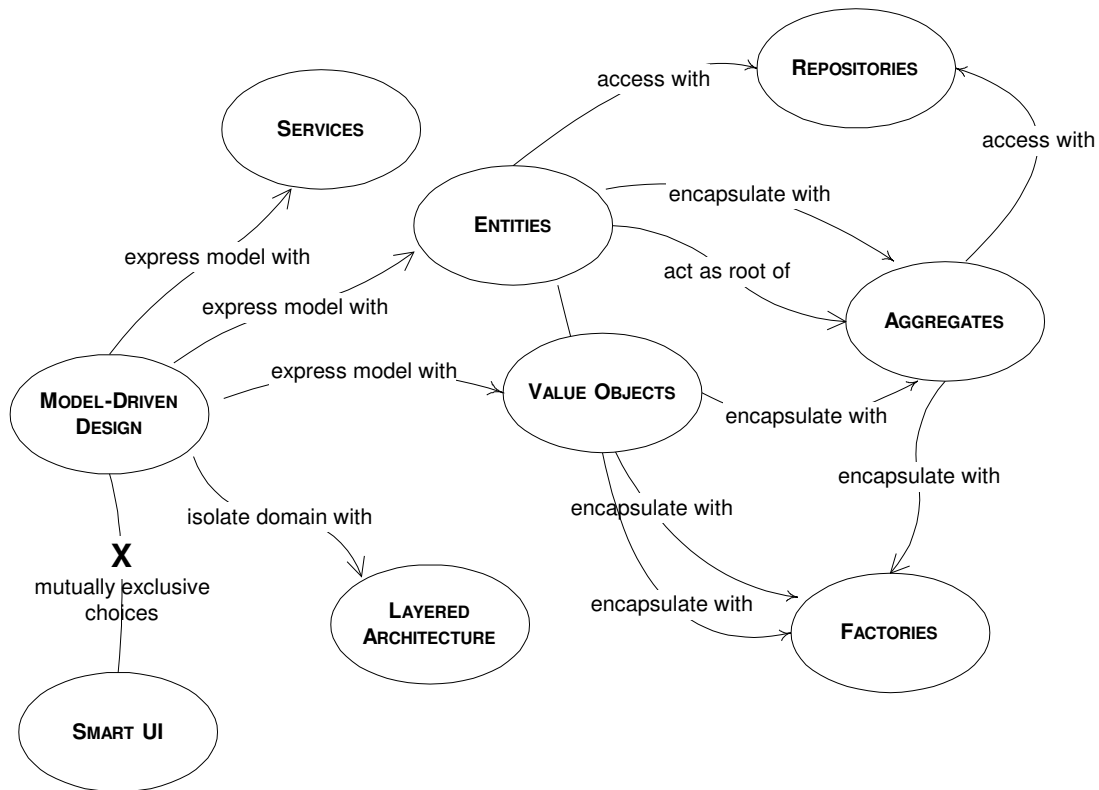 REPOSITORIES
access with
SERVICES
access with
encapsulate with
ENTITIES
express model with
act as root of
express model with
AGGREGATES
express model with
VALUE OBJECTS
MODEL-DRIVEN
DESIGN
encapsulate with
encapsulate with
isolate domain with
encapsulate with
X
mutually exclusive
choices
encapsulate with
LAYERED
ARCHITECTURE
FACTORIES
SMART UI